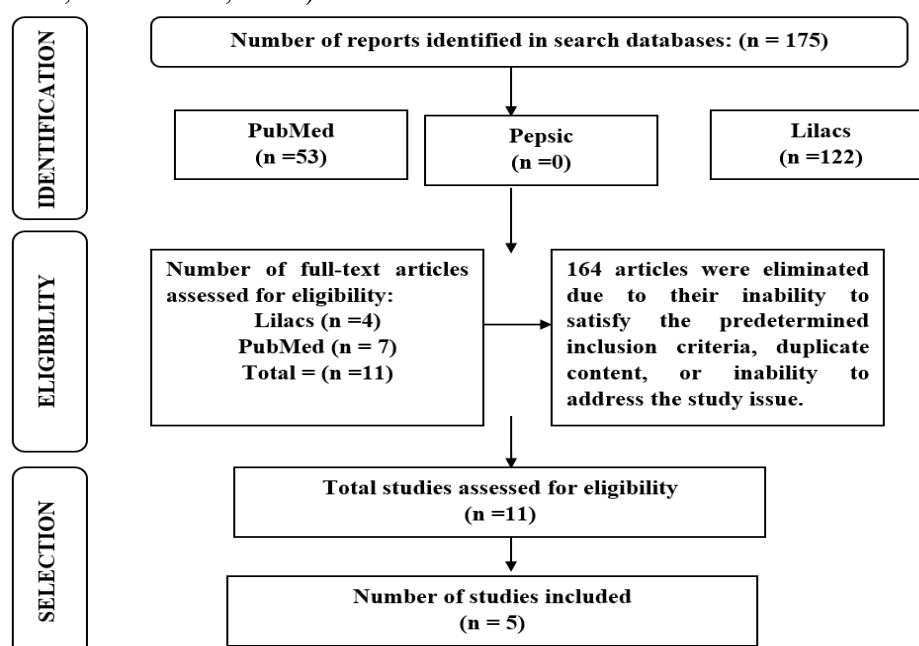 IDENTIFICATION
Number of reports identified in search databases: (n = 175)
PubMed
(n =53)
Pepsic
(n =0)
Lilacs
(n =122)
ELIGIBILITY
Number of full-text articles
assessed for eligibility:
Lilacs (n =4)
PubMed (n = 7)
Total = (n =11)
164 articles were eliminated
due to their inability to
satisfy the predetermined
inclusion criteria, duplicate
content, or inability to
address the study issue.
SELECTION
Total studies assessed for eligibility
(n =11)
Number of studies included
(n = 5)